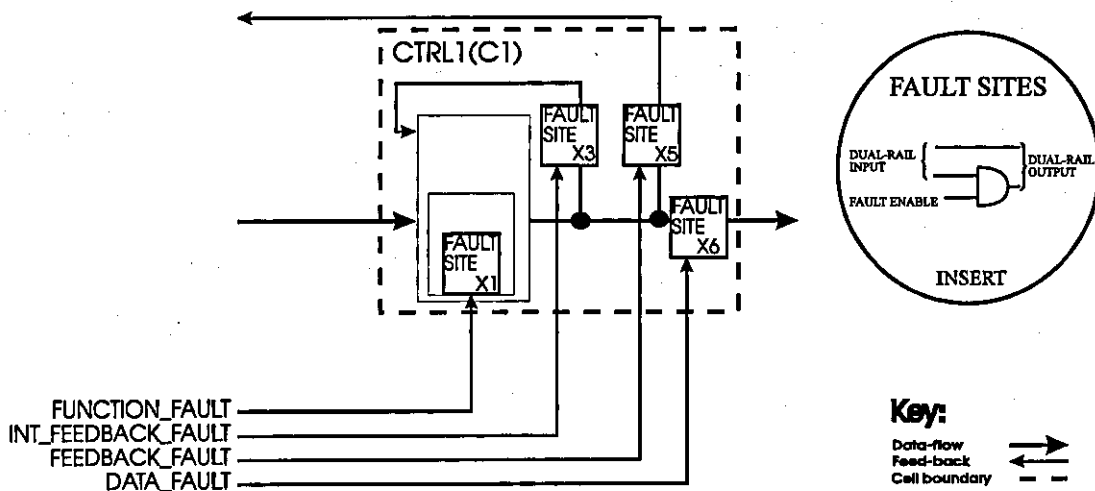 CTRL1(C1)
FAULT
SITE
X3
FAULT
SITE
X5
FAULT
SITE
X6
FAULT
SITE
X1
FUNCTION_FAULT
INT_FEEDBACK_FAULT
FEEDBACK_FAULT
DATA_FAULT
FAULT SITES
DUAL-RAIL
INPUT
DUAL-RAIL
OUTPUT
FAULT ENABLE
INSERT
Key:
Data-flow
Feed-back
Cell boundary